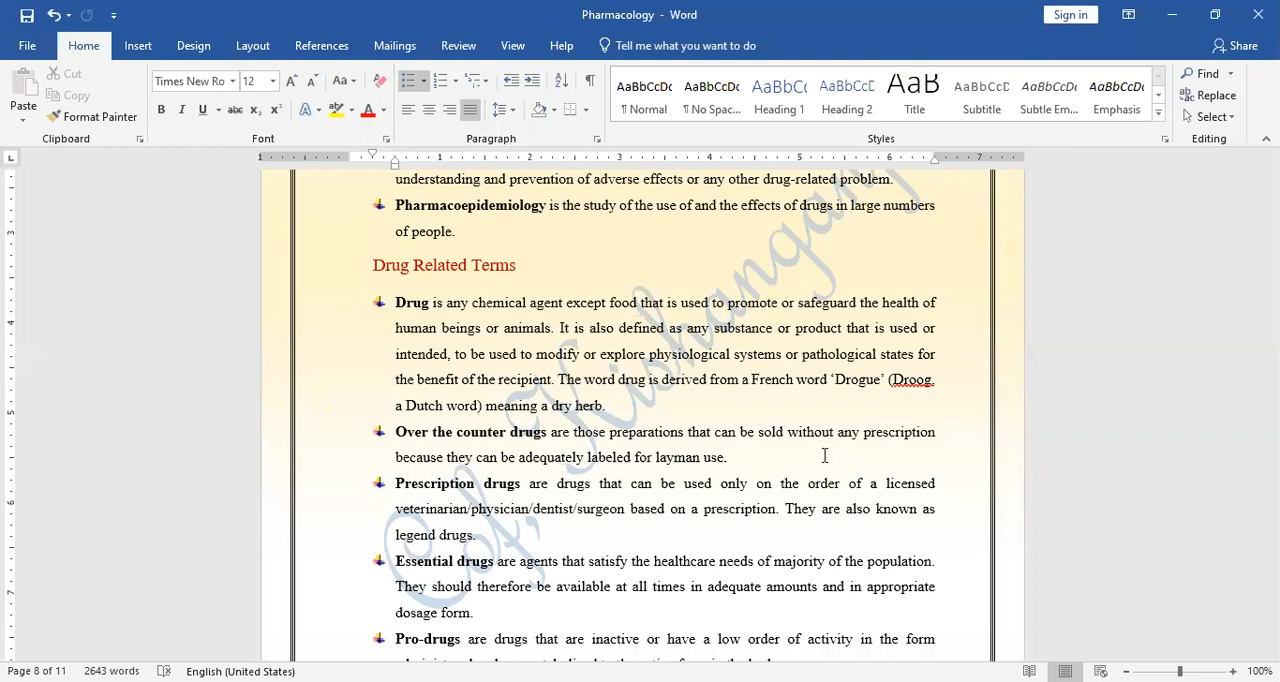 Pharmacology - Word
Sign in
File Home Insert Design Layout References Mailings Review View Help Tell me what you want to do Share
Paste Cut Copy Format Painter
Times New Ro 12
AaBbCcDc AaBbCcDc AaBbCc AaBbCcD AaB AaBbCcD AaBbCcDc AaBbCcDc
¶ Normal ¶ No Spac... Heading 1 Heading 2 Title Subtitle Subtle Em... Emphasis
Find
Replace
Select
Clipboard Font Paragraph Styles Editing
1 1 2 3 4 5 6 7
understanding and prevention of adverse effects or any other drug-related problem.
Pharmacoepidemiology is the study of the use of and the effects of drugs in large numbers
of people.
Drug Related Terms
Drug is any chemical agent except food that is used to promote or safeguard the health of
human beings or animals. It is also defined as any substance or product that is used or
intended, to be used to modify or explore physiological systems or pathological states for
the benefit of the recipient. The word drug is derived from a French word ‘Drogue’ (Droog,
a Dutch word) meaning a dry herb.
Over the counter drugs are those preparations that can be sold without any prescription
because they can be adequately labeled for layman use.
Prescription drugs are drugs that can be used only on the order of a licensed
veterinarian/physician/dentist/surgeon based on a prescription. They are also known as
legend drugs.
Essential drugs are agents that satisfy the healthcare needs of majority of the population.
They should therefore be available at all times in adequate amounts and in appropriate
dosage form.
Pro-drugs are drugs that are inactive or have a low order of activity in the form
Cof, Kishanganj
Page 8 of 11 2643 words English (United States) 100%